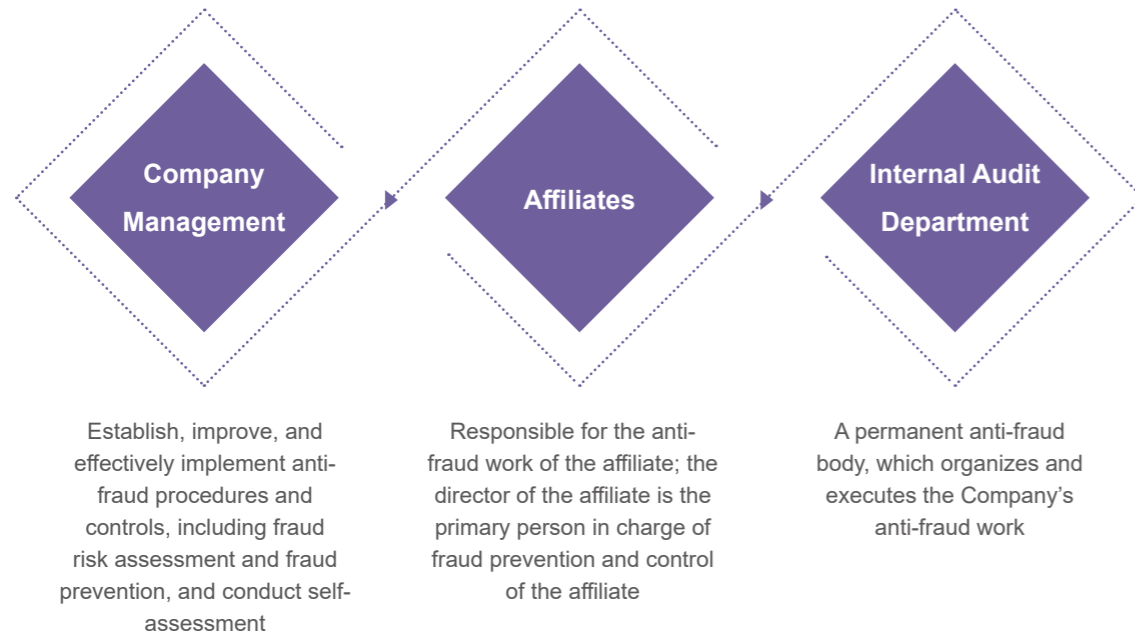 Company
Management
Affiliates
Internal Audit
Department
Establish, improve, and
effectively implement anti-
fraud procedures and
controls, including fraud
risk assessment and fraud
prevention, and conduct self-
assessment
Responsible for the anti-
fraud work of the affiliate; the
director of the affiliate is the
primary person in charge of
fraud prevention and control
of the affiliate
A permanent anti-fraud
body, which organizes and
executes the Company’s
anti-fraud work